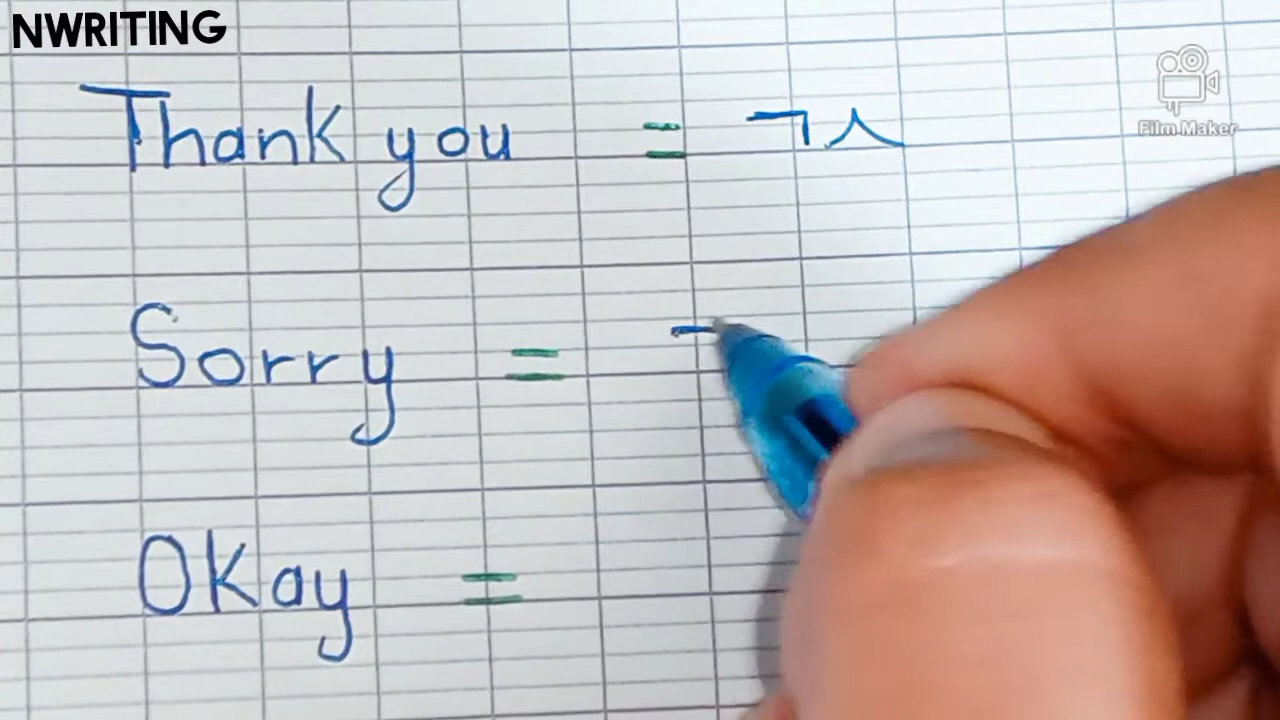 NWRITING
Film Maker
Thank you = ㄱㅅ
Sorry =
Okay =